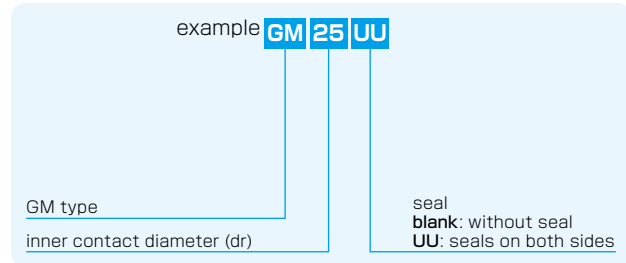 example GM 25 UU
GM type
inner contact diameter (dr)
seal
blank: without seal
UU: seals on both sides